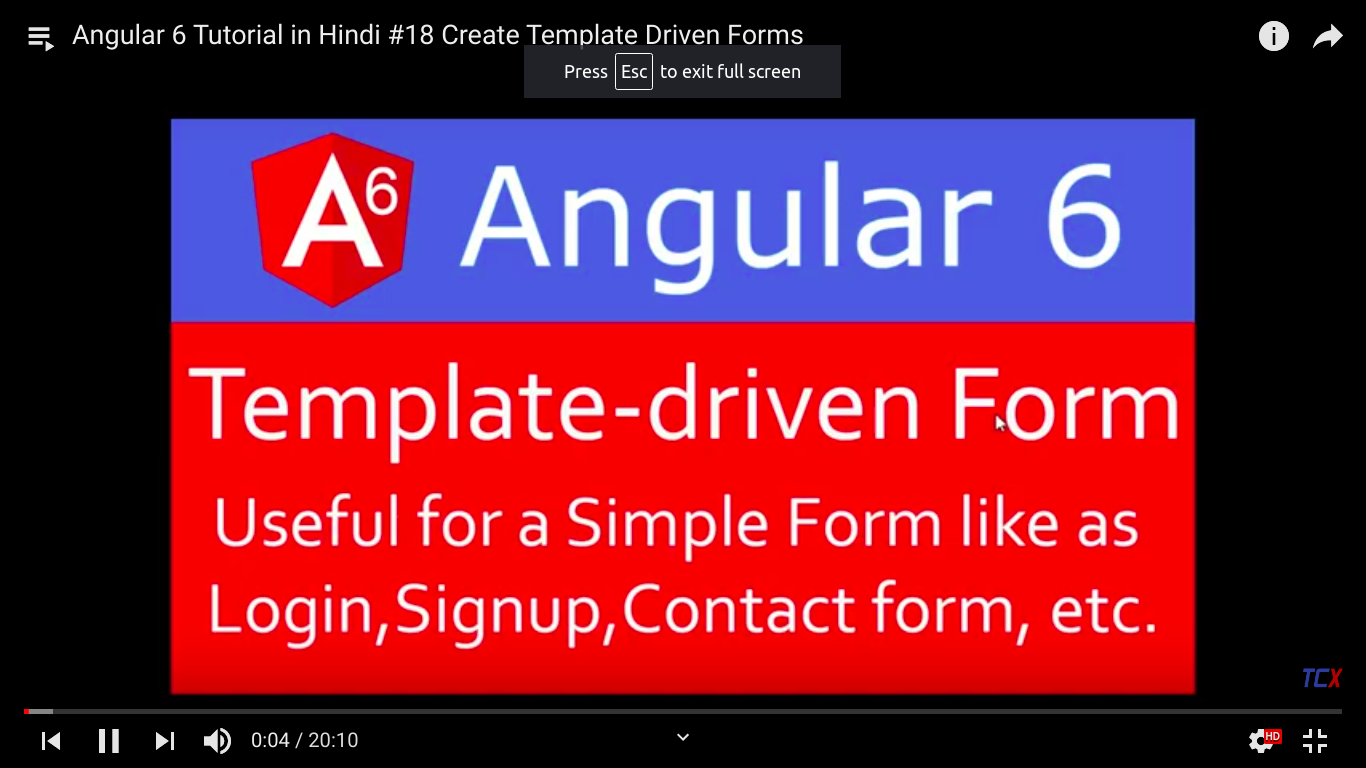 Angular 6 Tutorial in Hindi #18 Create Template Driven Forms
i
Press Esc to exit full screen
A6 Angular 6
Template-driven Form
Useful for a Simple Form like as
Login,Signup,Contact form, etc.
TCX
0:04 / 20:10
HD